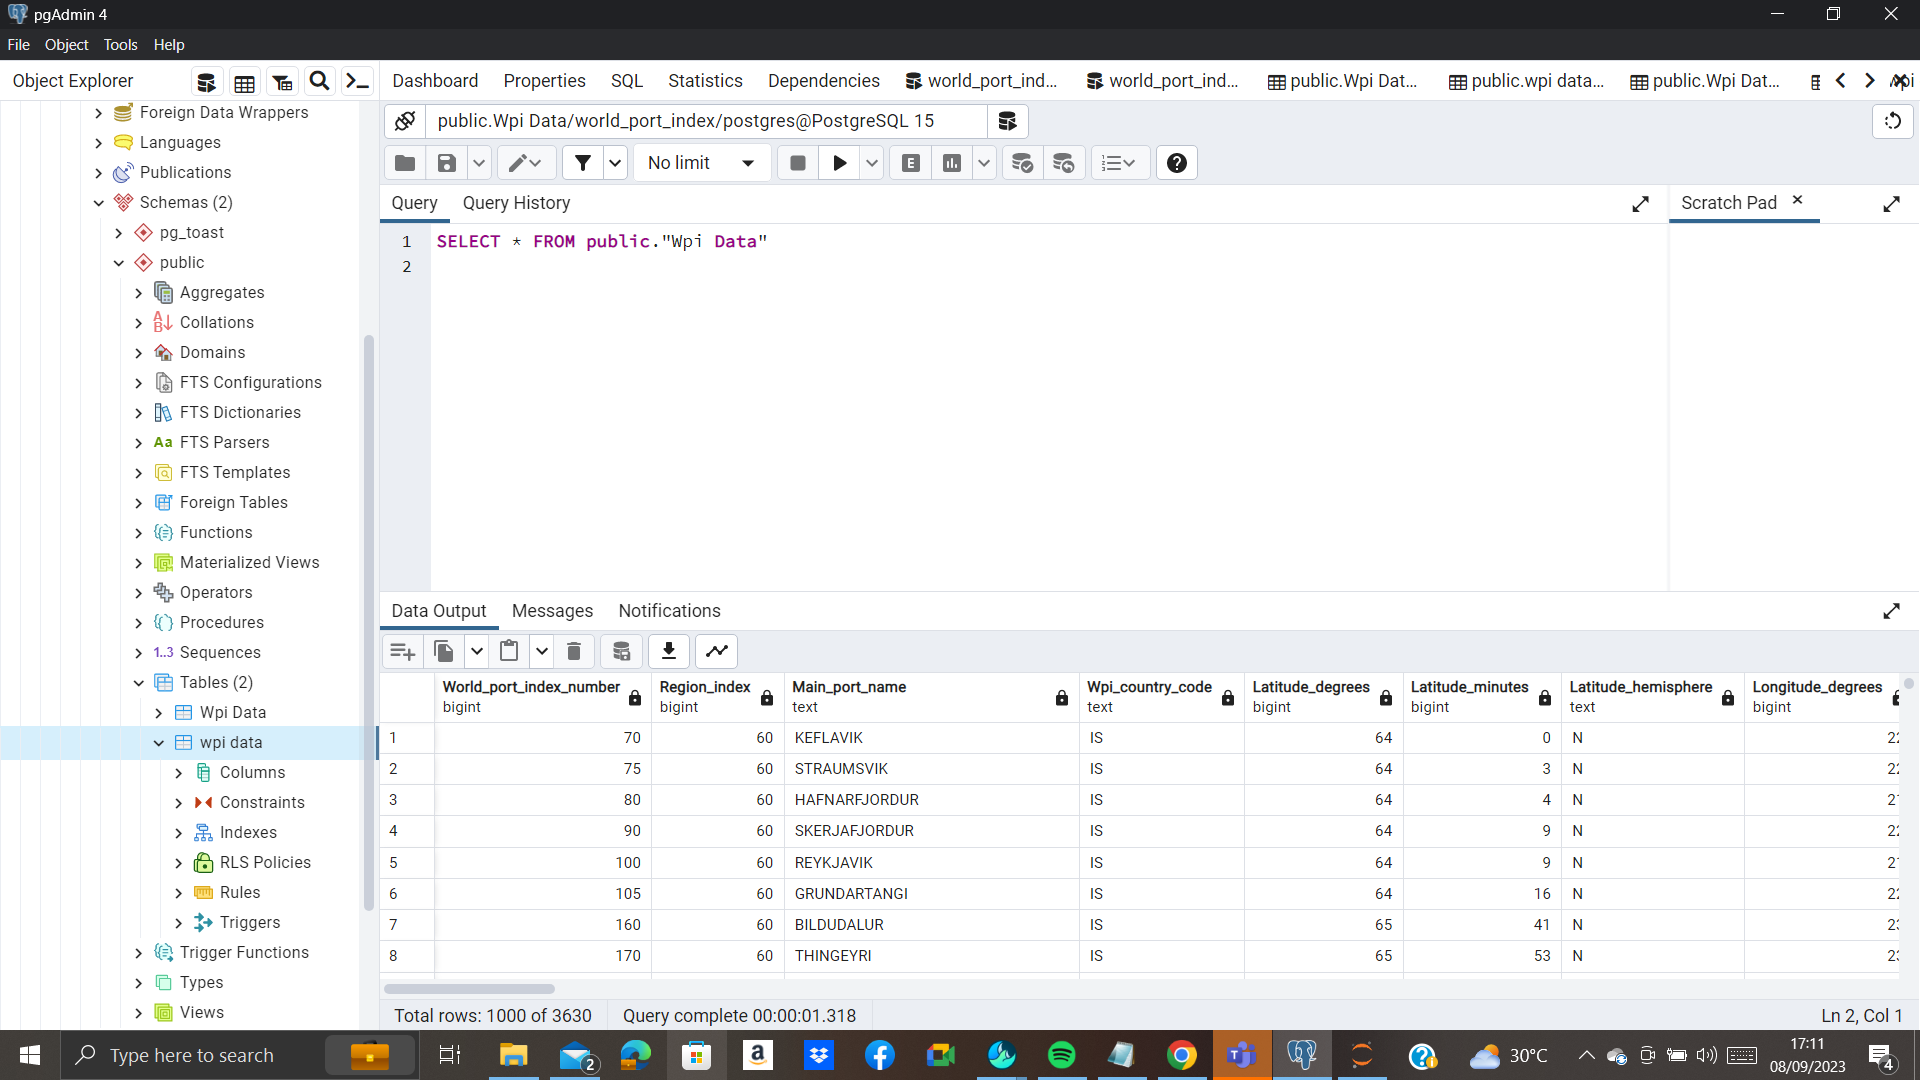 pgAdmin 4
File Object Tools Help
Object Explorer
Dashboard Properties SQL Statistics Dependencies world_port_ind... world_port_ind... public.Wpi Dat... public.wpi data... public.Wpi Dat... wpi
Foreign Data Wrappers
Languages
Publications
Schemas (2)
pg_toast
public
Aggregates
Collations
Domains
FTS Configurations
FTS Dictionaries
Aa FTS Parsers
FTS Templates
Foreign Tables
Functions
Materialized Views
Operators
Procedures
1..3 Sequences
Tables (2)
Wpi Data
wpi data
Columns
Constraints
Indexes
RLS Policies
Rules
Triggers
Trigger Functions
Types
Views
public.Wpi Data/world_port_index/postgres@PostgreSQL 15
No limit E
Query Query History
Scratch Pad
1 SELECT * FROM public."Wpi Data"
2
Data Output Messages Notifications
World_port_index_number Region_index Main_port_name Wpi_country_code Latitude_degrees Latitude_minutes Latitude_hemisphere Longitude_degrees
bigint bigint text text bigint bigint text bigint
1 70 60 KEFLAVIK IS 64 0 N
2 75 60 STRAUMSVIK IS 64 3 N
3 80 60 HAFNARFJORDUR IS 64 4 N
4 90 60 SKERJAFJORDUR IS 64 9 N
5 100 60 REYKJAVIK IS 64 9 N
6 105 60 GRUNDARTANGI IS 64 16 N
7 160 60 BILDUDALUR IS 65 41 N
8 170 60 THINGEYRI IS 65 53 N
Total rows: 1000 of 3630 Query complete 00:00:01.318
Ln 2, Col 1
Type here to search
2
30°C
17:11
08/09/2023
4